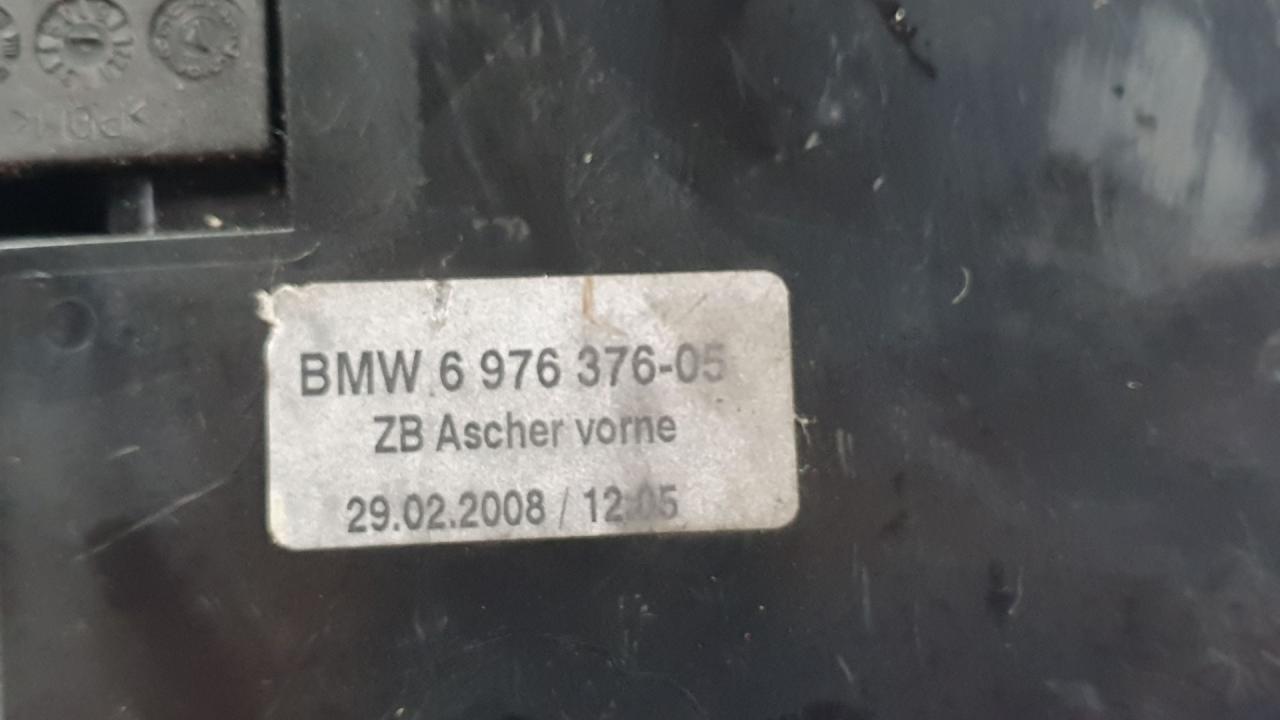 BMW 6 976 376-05
ZB Ascher vorne
29.02.2008 / 12:05